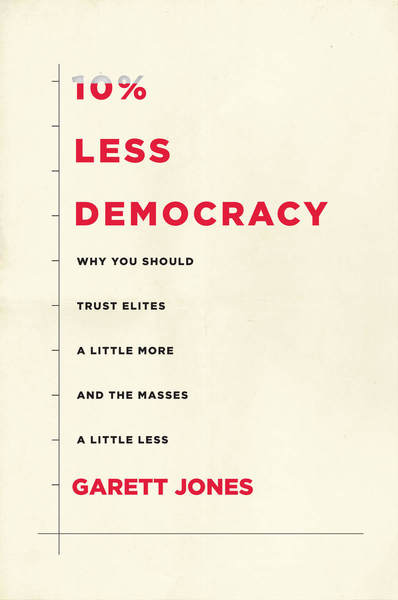 10%
LESS
DEMOCRACY
WHY YOU SHOULD
TRUST ELITES
A LITTLE MORE
AND THE MASSES
A LITTLE LESS
GARETT JONES